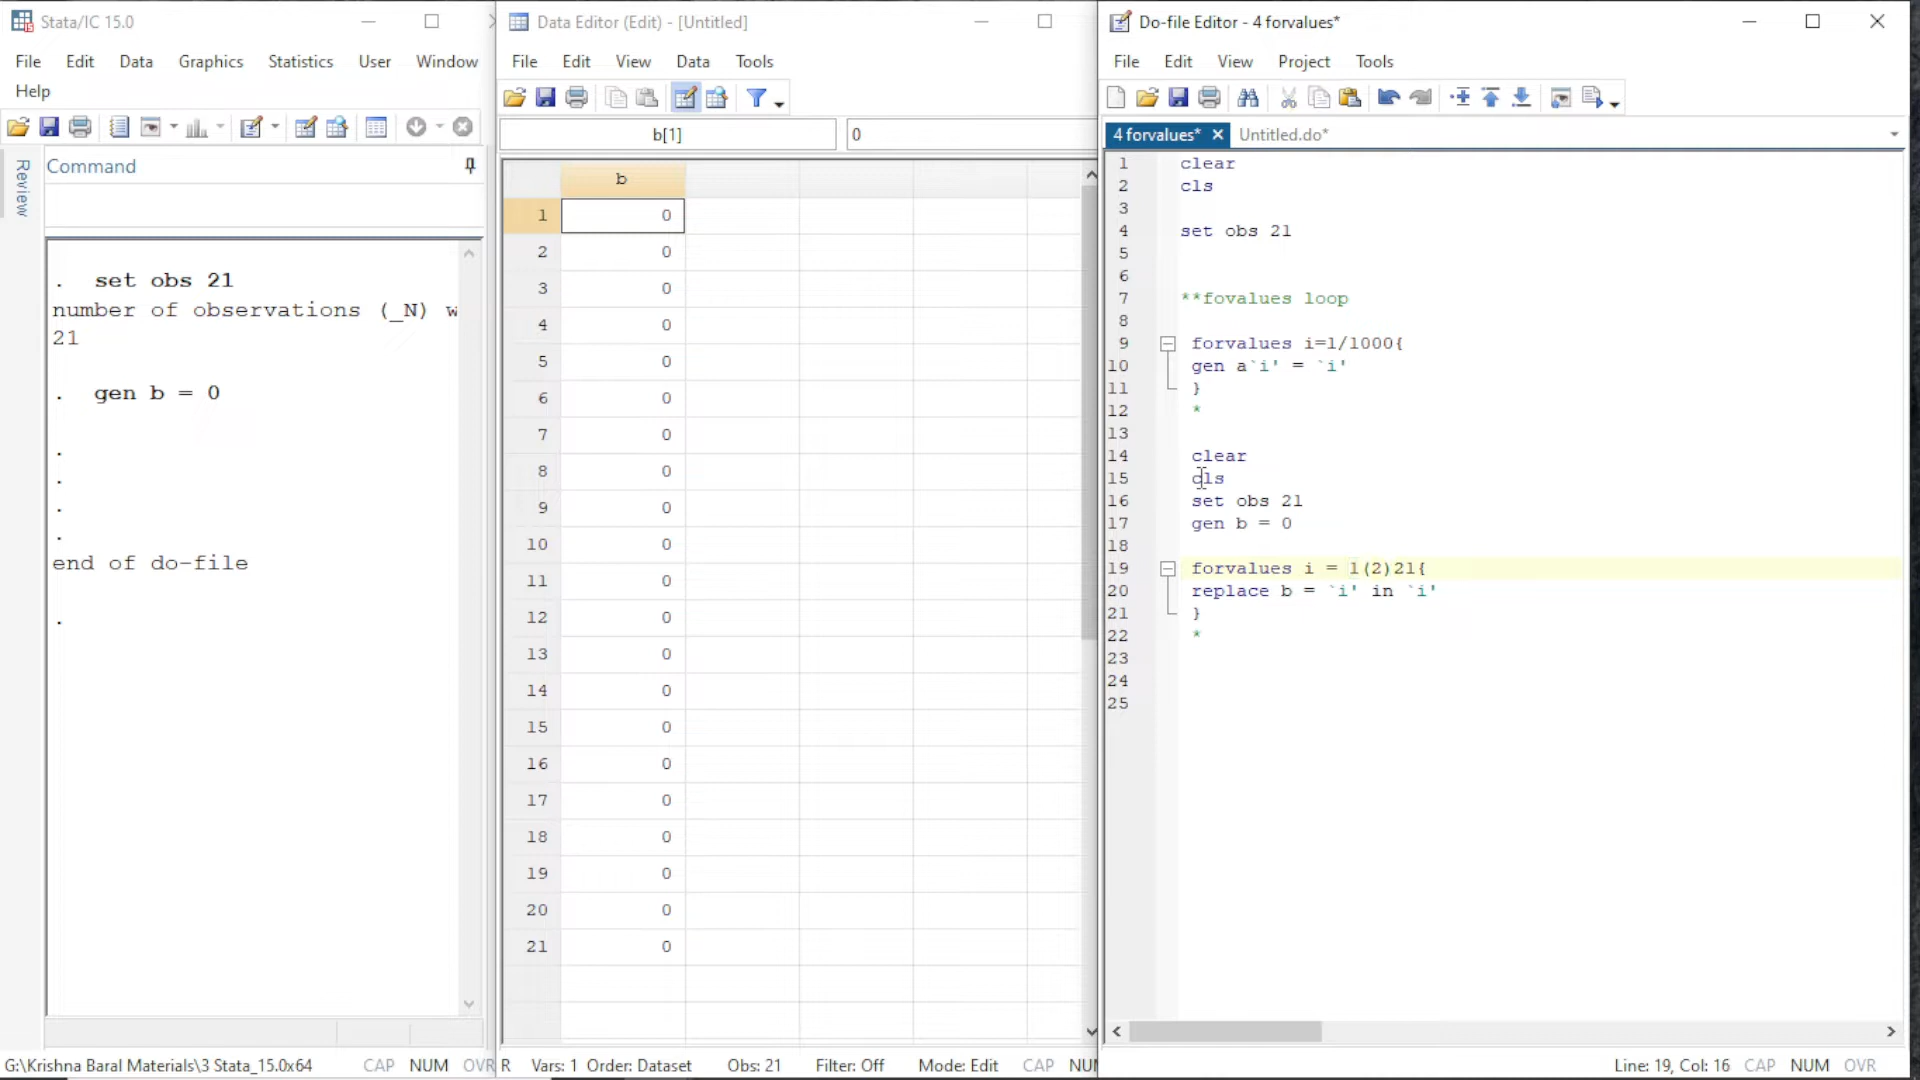 Stata/IC 15.0
File Edit Data Graphics Statistics User Window
Help
Review
Command
. set obs 21
number of observations (_N) w
21
. gen b = 0
.
.
.
.
end of do-file
.
G:\Krishna Baral Materials\3 Stata_15.0x64 CAP NUM OVR
Data Editor (Edit) - [Untitled]
File Edit View Data Tools
b[1] 0
b
1 0
2 0
3 0
4 0
5 0
6 0
7 0
8 0
9 0
10 0
11 0
12 0
13 0
14 0
15 0
16 0
17 0
18 0
19 0
20 0
21 0
R Vars: 1 Order: Dataset Obs: 21 Filter: Off Mode: Edit CAP NU
Do-file Editor - 4 forvalues*
File Edit View Project Tools
4 forvalues* Untitled.do*
1 clear
2 cls
3
4 set obs 21
5
6
7 **fovalues loop
8
9 forvalues i=1/1000{
10 gen a`i' = `i'
11 }
12 *
13
14 clear
15 cls
16 set obs 21
17 gen b = 0
18
19 forvalues i = 1(2)21{
20 replace b = `i' in `i'
21 }
22 *
23
24
25
Line: 19, Col: 16 CAP NUM OVR